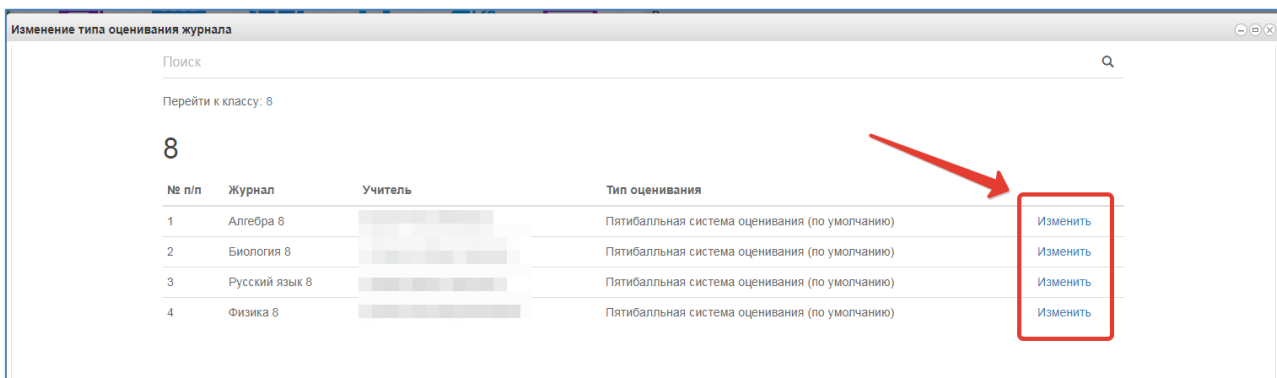 Изменение типа оценивания журнала
Поиск
Перейти к классу: 8
8
№ п/п Журнал Учитель Тип оценивания
1 Алгебра 8 Пятибалльная система оценивания (по умолчанию) Изменить
2 Биология 8 Пятибалльная система оценивания (по умолчанию) Изменить
3 Русский язык 8 Пятибалльная система оценивания (по умолчанию) Изменить
4 Физика 8 Пятибалльная система оценивания (по умолчанию) Изменить